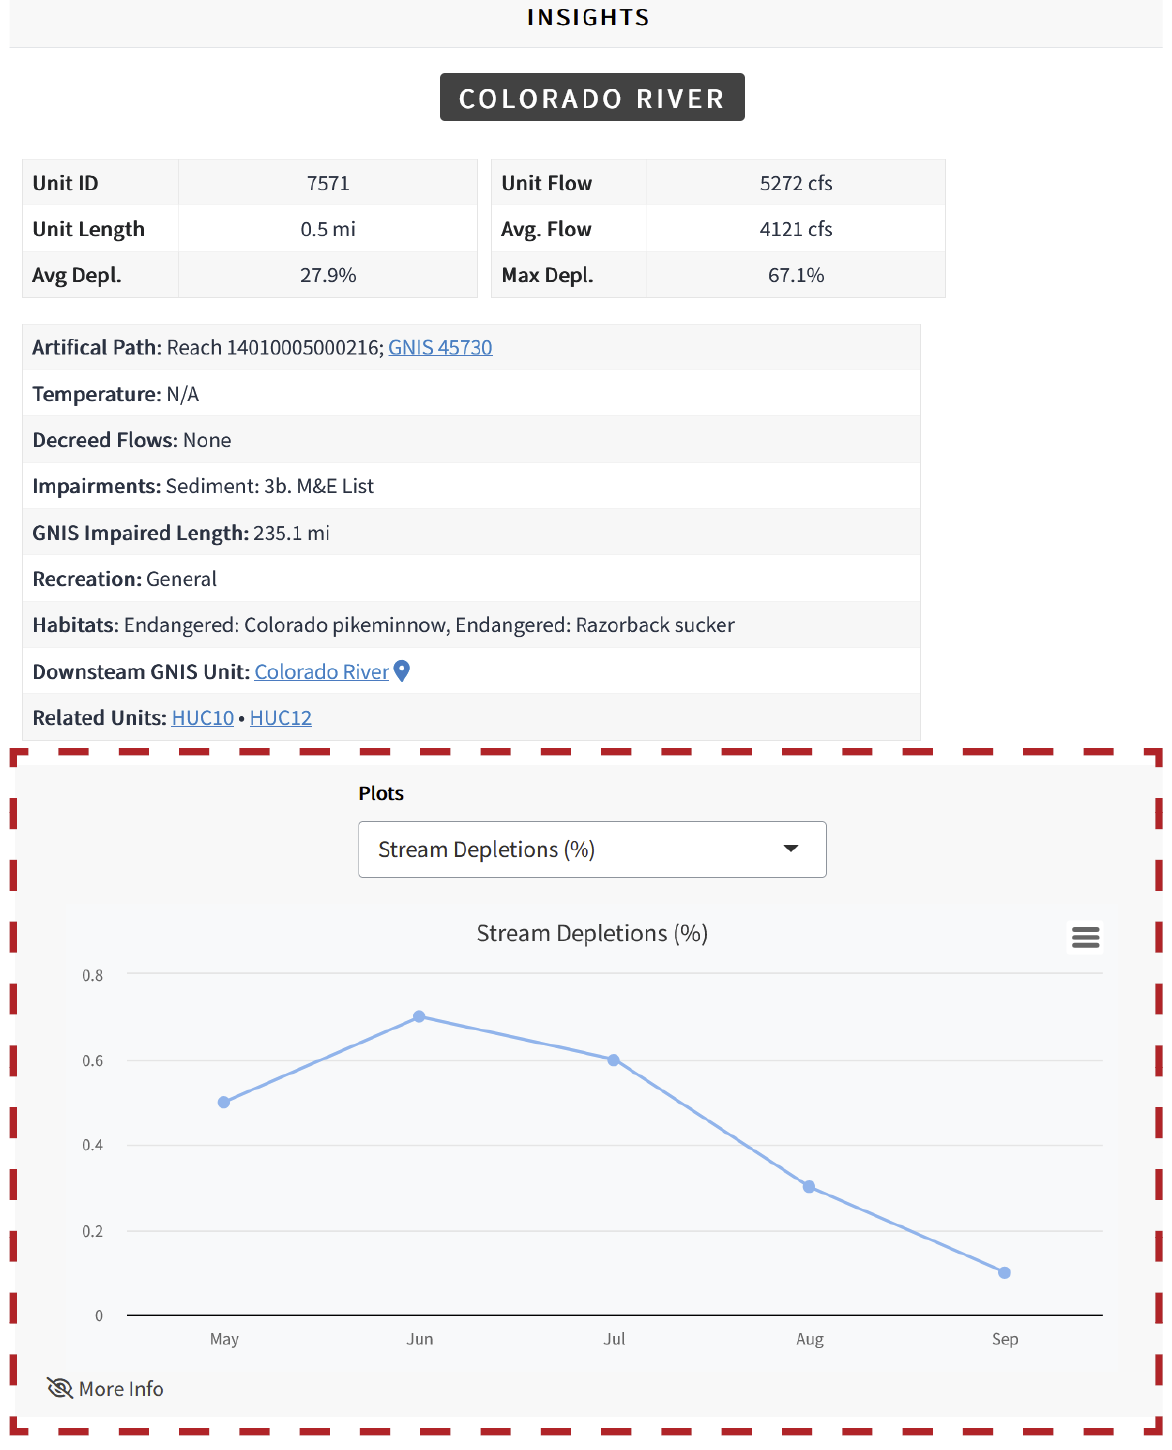 INSIGHTS
COLORADO RIVER
Unit ID 7571 Unit Flow 5272 cfs
Unit Length 0.5 mi Avg. Flow 4121 cfs
Avg Depl. 27.9% Max Depl. 67.1%
Artifical Path: Reach 14010005000216; GNIS 45730
Temperature: N/A
Decreed Flows: None
Impairments: Sediment: 3b. M&E List
GNIS Impaired Length: 235.1 mi
Recreation: General
Habitats: Endangered: Colorado pikeminnow, Endangered: Razorback sucker
Downsteam GNIS Unit: Colorado River
Related Units: HUC10 • HUC12
Plots
Stream Depletions (%)
Stream Depletions (%)
0.8
0.6
0.4
0.2
0
May Jun Jul Aug Sep
More Info